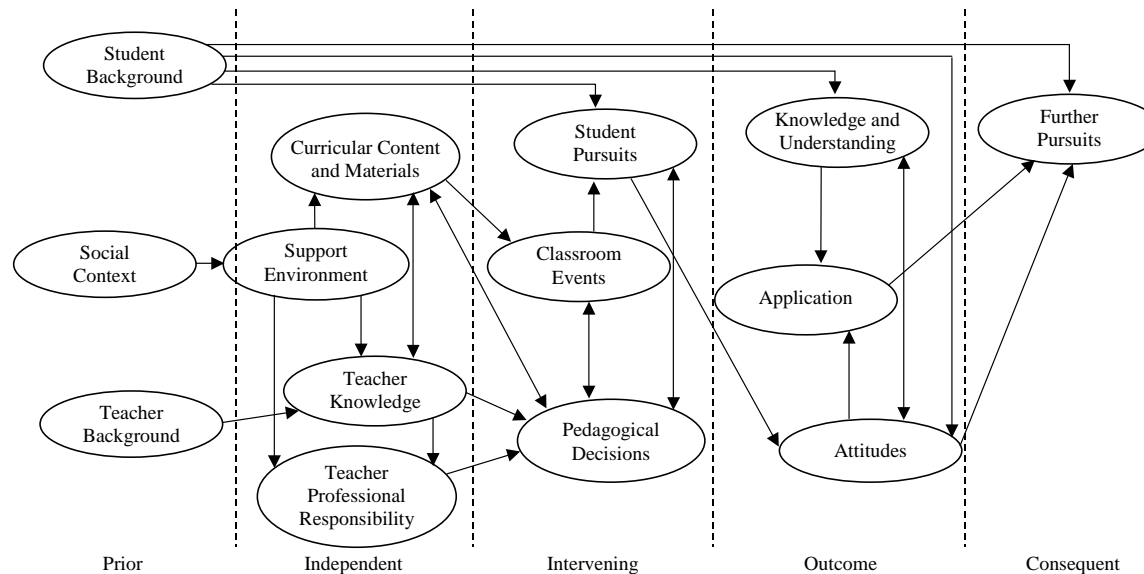 Student
Background
Curricular Content
and Materials
Student
Pursuits
Knowledge and
Understanding
Further
Pursuits
Social
Context
Support
Environment
Classroom
Events
Application
Teacher
Background
Teacher
Knowledge
Pedagogical
Decisions
Attitudes
Teacher
Professional
Responsibility
Prior
Independent
Intervening
Outcome
Consequent